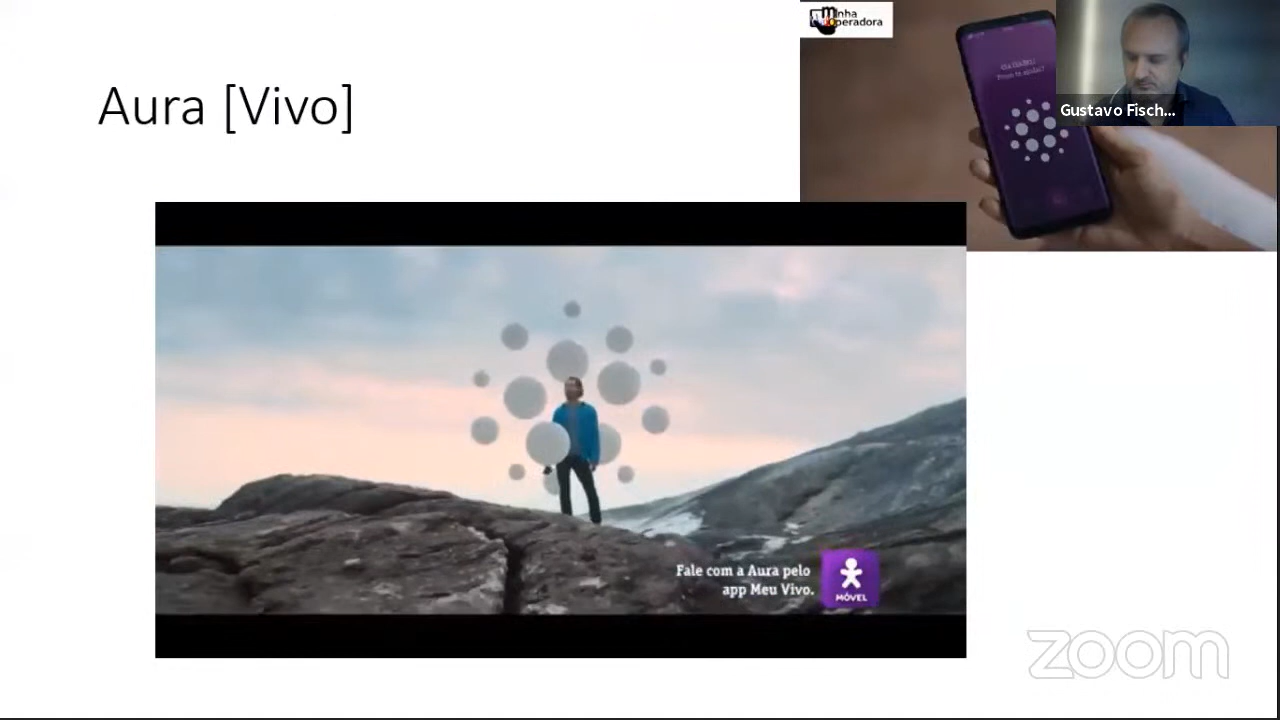 Aura [Vivo]
Minha
Operadora
Gustavo Fisch...
Fale com a Aura pelo
app Meu Vivo.
MÓVEL
zoom